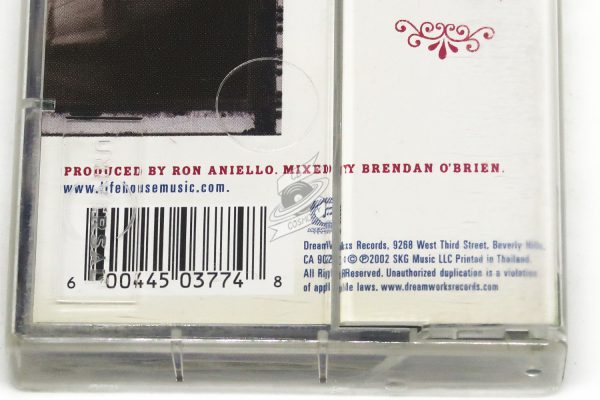 PRODUCED BY RON ANIELLO. MIXED BY BRENDAN O'BRIEN.
www.lifehousemusic.com.
6 00445 03774 8
DreamWorks Records, 9268 West Third Street, Beverly Hills,
CA ℗2002 SKG Music LLC Printed in Thailand.
All Rights Reserved. Unauthorized duplication is a violation
of applicable laws. www.dreamworksrecords.com
COSMO